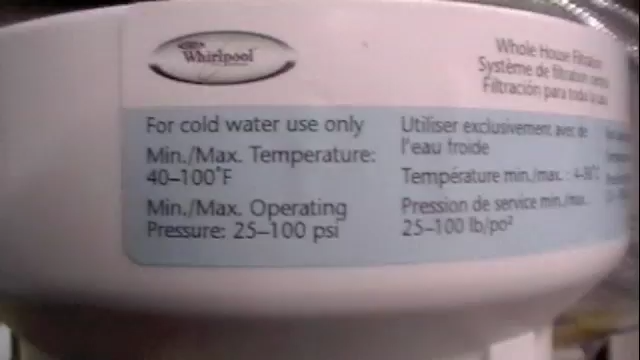 Whirlpool
Whole House Filtration
Système de filtration
Filtración para toda la casa
For cold water use only
Min./Max. Temperature:
40–100°F
Min./Max. Operating
Pressure: 25–100 psi
Utiliser exclusivement avec de
l'eau froide
Température min./max. :
Pression de service min./max.
25–100 lb/po²